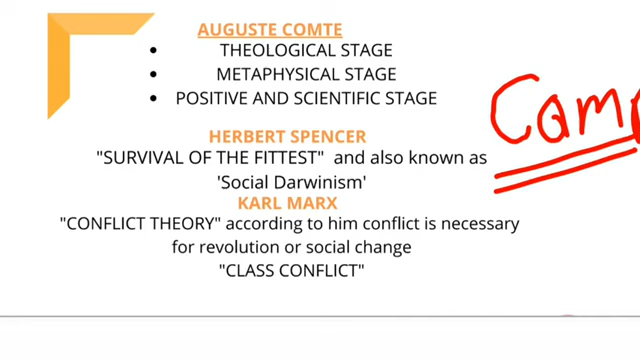 AUGUSTE COMTE
• THEOLOGICAL STAGE
• METAPHYSICAL STAGE
• POSITIVE AND SCIENTIFIC STAGE
HERBERT SPENCER
"SURVIVAL OF THE FITTEST" and also known as
'Social Darwinism'
KARL MARX
"CONFLICT THEORY" according to him conflict is necessary
for revolution or social change
"CLASS CONFLICT"